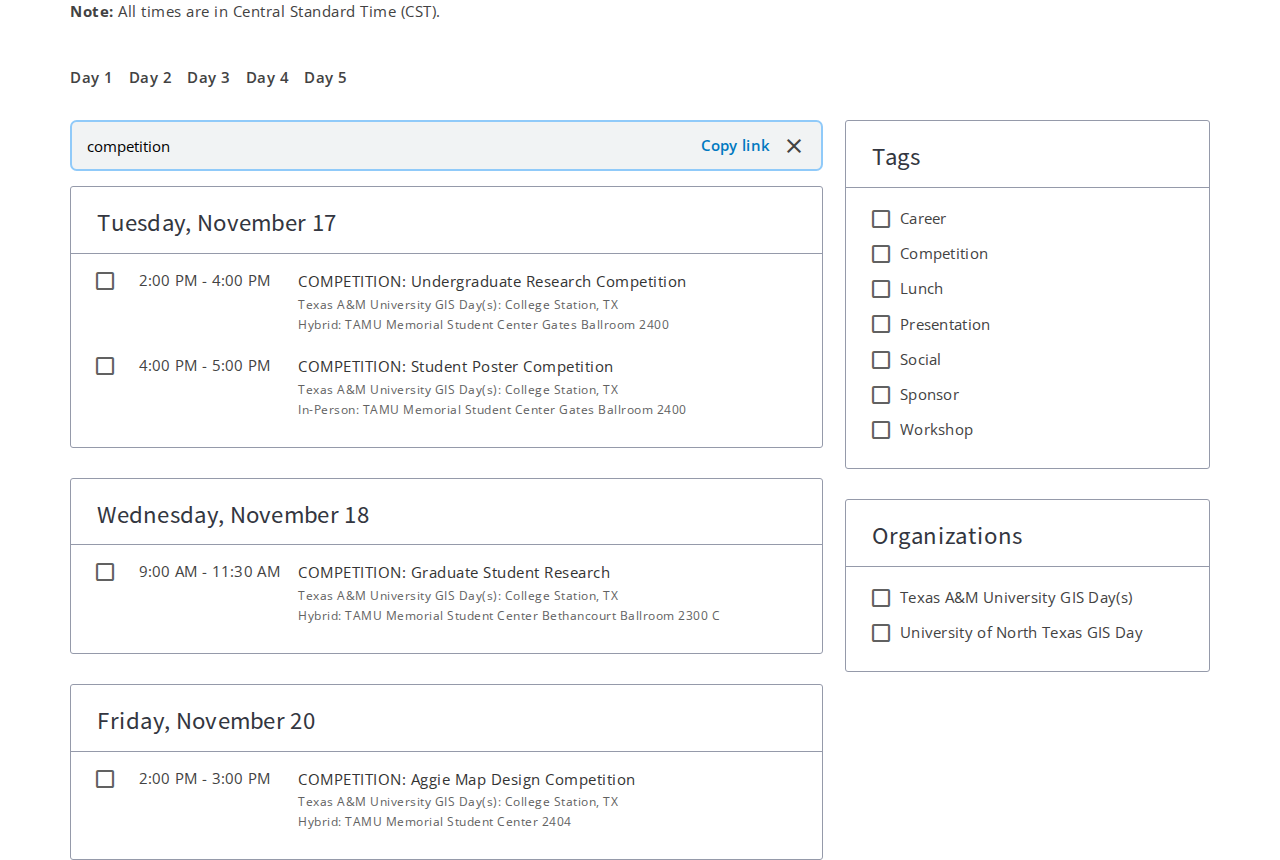 Note: All times are in Central Standard Time (CST).
Day 1 Day 2 Day 3 Day 4 Day 5
competition Copy link
Tuesday, November 17
2:00 PM - 4:00 PM COMPETITION: Undergraduate Research Competition
Texas A&M University GIS Day(s): College Station, TX
Hybrid: TAMU Memorial Student Center Gates Ballroom 2400
4:00 PM - 5:00 PM COMPETITION: Student Poster Competition
Texas A&M University GIS Day(s): College Station, TX
In-Person: TAMU Memorial Student Center Gates Ballroom 2400
Wednesday, November 18
9:00 AM - 11:30 AM COMPETITION: Graduate Student Research
Texas A&M University GIS Day(s): College Station, TX
Hybrid: TAMU Memorial Student Center Bethancourt Ballroom 2300 C
Friday, November 20
2:00 PM - 3:00 PM COMPETITION: Aggie Map Design Competition
Texas A&M University GIS Day(s): College Station, TX
Hybrid: TAMU Memorial Student Center 2404
Tags
Career
Competition
Lunch
Presentation
Social
Sponsor
Workshop
Organizations
Texas A&M University GIS Day(s)
University of North Texas GIS Day